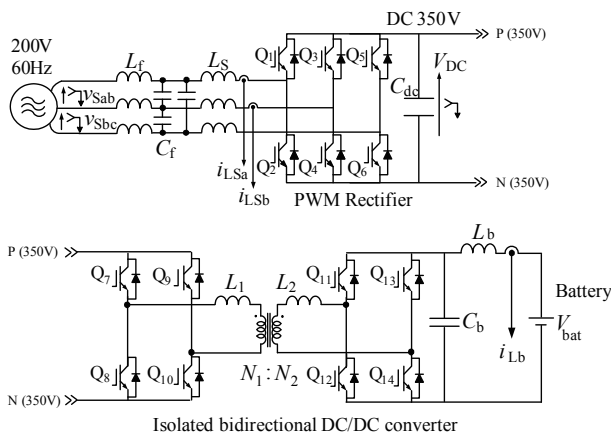 200V
60Hz
Lf
LS
vSab
vSbc
Cf
iLSa
iLSb
Q1
Q3
Q5
Q2
Q4
Q6
DC 350V
P (350V)
VDC
Cdc
N (350V)
PWM Rectifier
P (350V)
Q7
Q9
L1
L2
Q11
Q13
Lb
Battery
Cb
Vbat
iLb
Q8
Q10
N1 : N2
Q12
Q14
N (350V)
Isolated bidirectional DC/DC converter